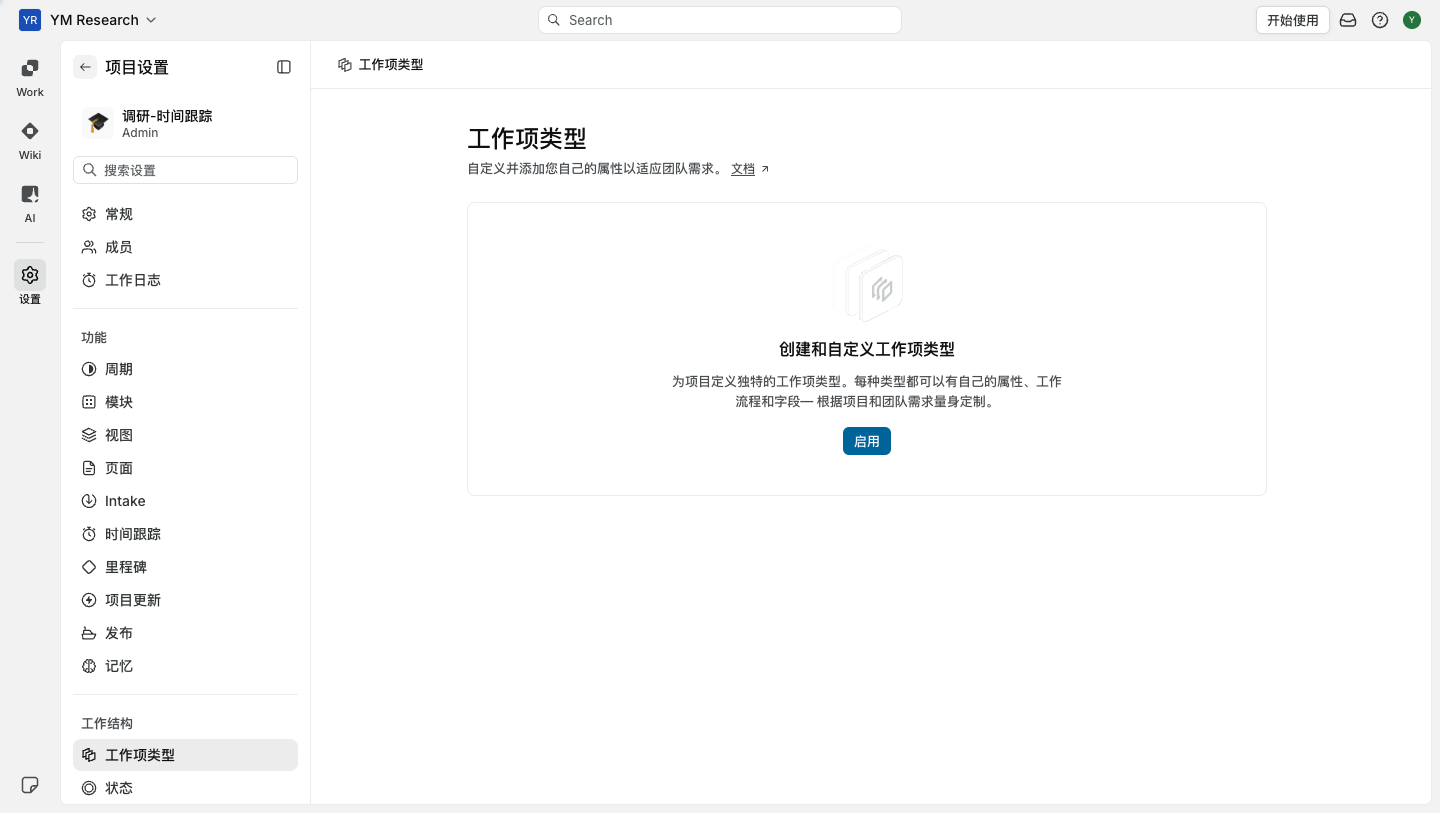 YR YM Research
Search
开始使用
Y
Work
Wiki
AI
设置
项目设置
调研-时间跟踪
Admin
搜索设置
常规
成员
工作日志
功能
周期
模块
视图
页面
Intake
时间跟踪
里程碑
项目更新
发布
记忆
工作结构
工作项类型
状态
工作项类型
工作项类型
自定义并添加您自己的属性以适应团队需求。 文档
创建和自定义工作项类型
为项目定义独特的工作项类型。每种类型都可以有自己的属性、工作
流程和字段— 根据项目和团队需求量身定制。
启用